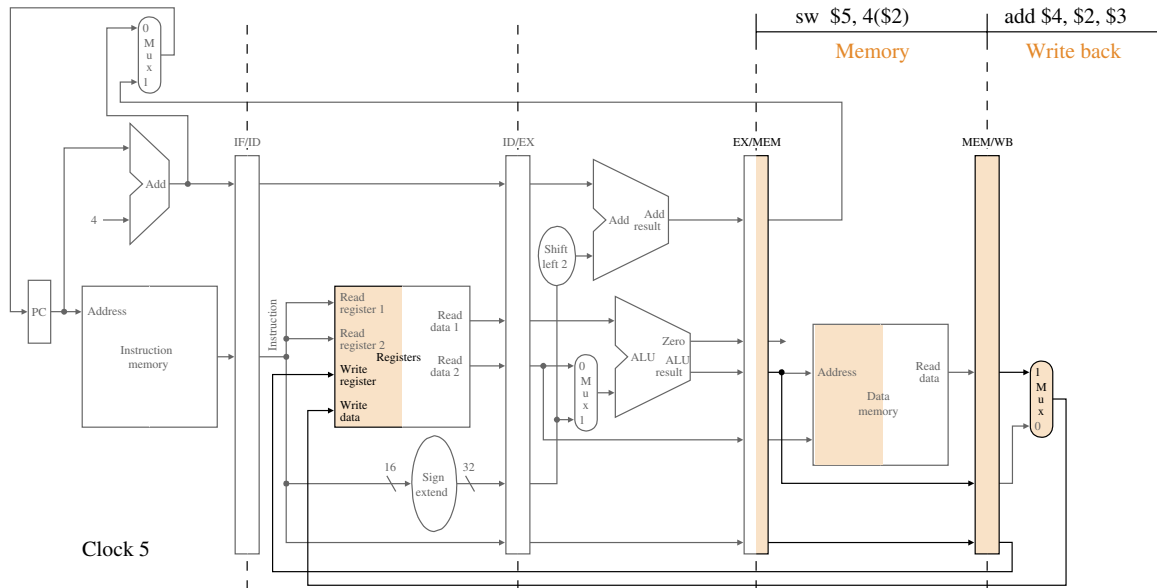 sw $5, 4($2)
add $4, $2, $3
Memory
Write back
0
M
u
x
1
IF/ID
ID/EX
EX/MEM
MEM/WB
Add
4
Add
Add
result
Shift
left 2
PC
Address
Instruction
memory
Instruction
Read
register 1
Read
register 2
Registers
Write
register
Write
data
Read
data 1
Read
data 2
0
M
u
x
1
Zero
ALU
ALU
result
Address
Read
data
Data
memory
1
M
u
x
0
16
Sign
extend
32
Clock 5